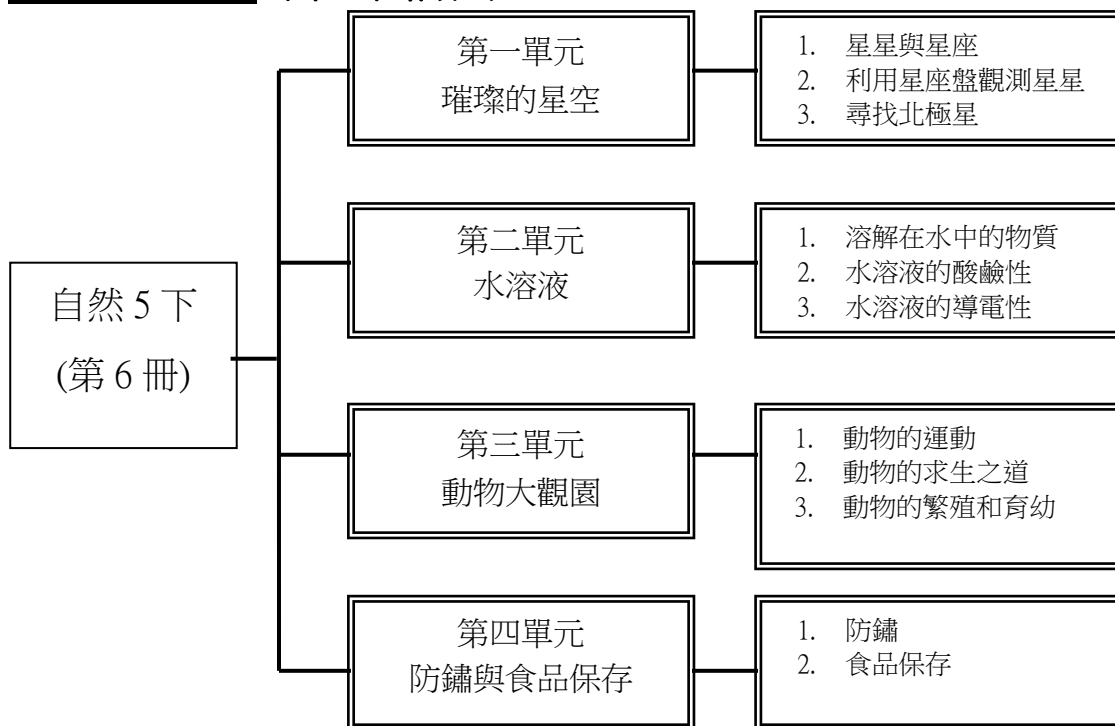 自然 5 下
(第 6 冊)
第一單元
璀璨的星空
1. 星星與星座
2. 利用星座盤觀測星星
3. 尋找北極星
第二單元
水溶液
1. 溶解在水中的物質
2. 水溶液的酸鹼性
3. 水溶液的導電性
第三單元
動物大觀園
1. 動物的運動
2. 動物的求生之道
3. 動物的繁殖和育幼
第四單元
防鏽與食品保存
1. 防鏽
2. 食品保存